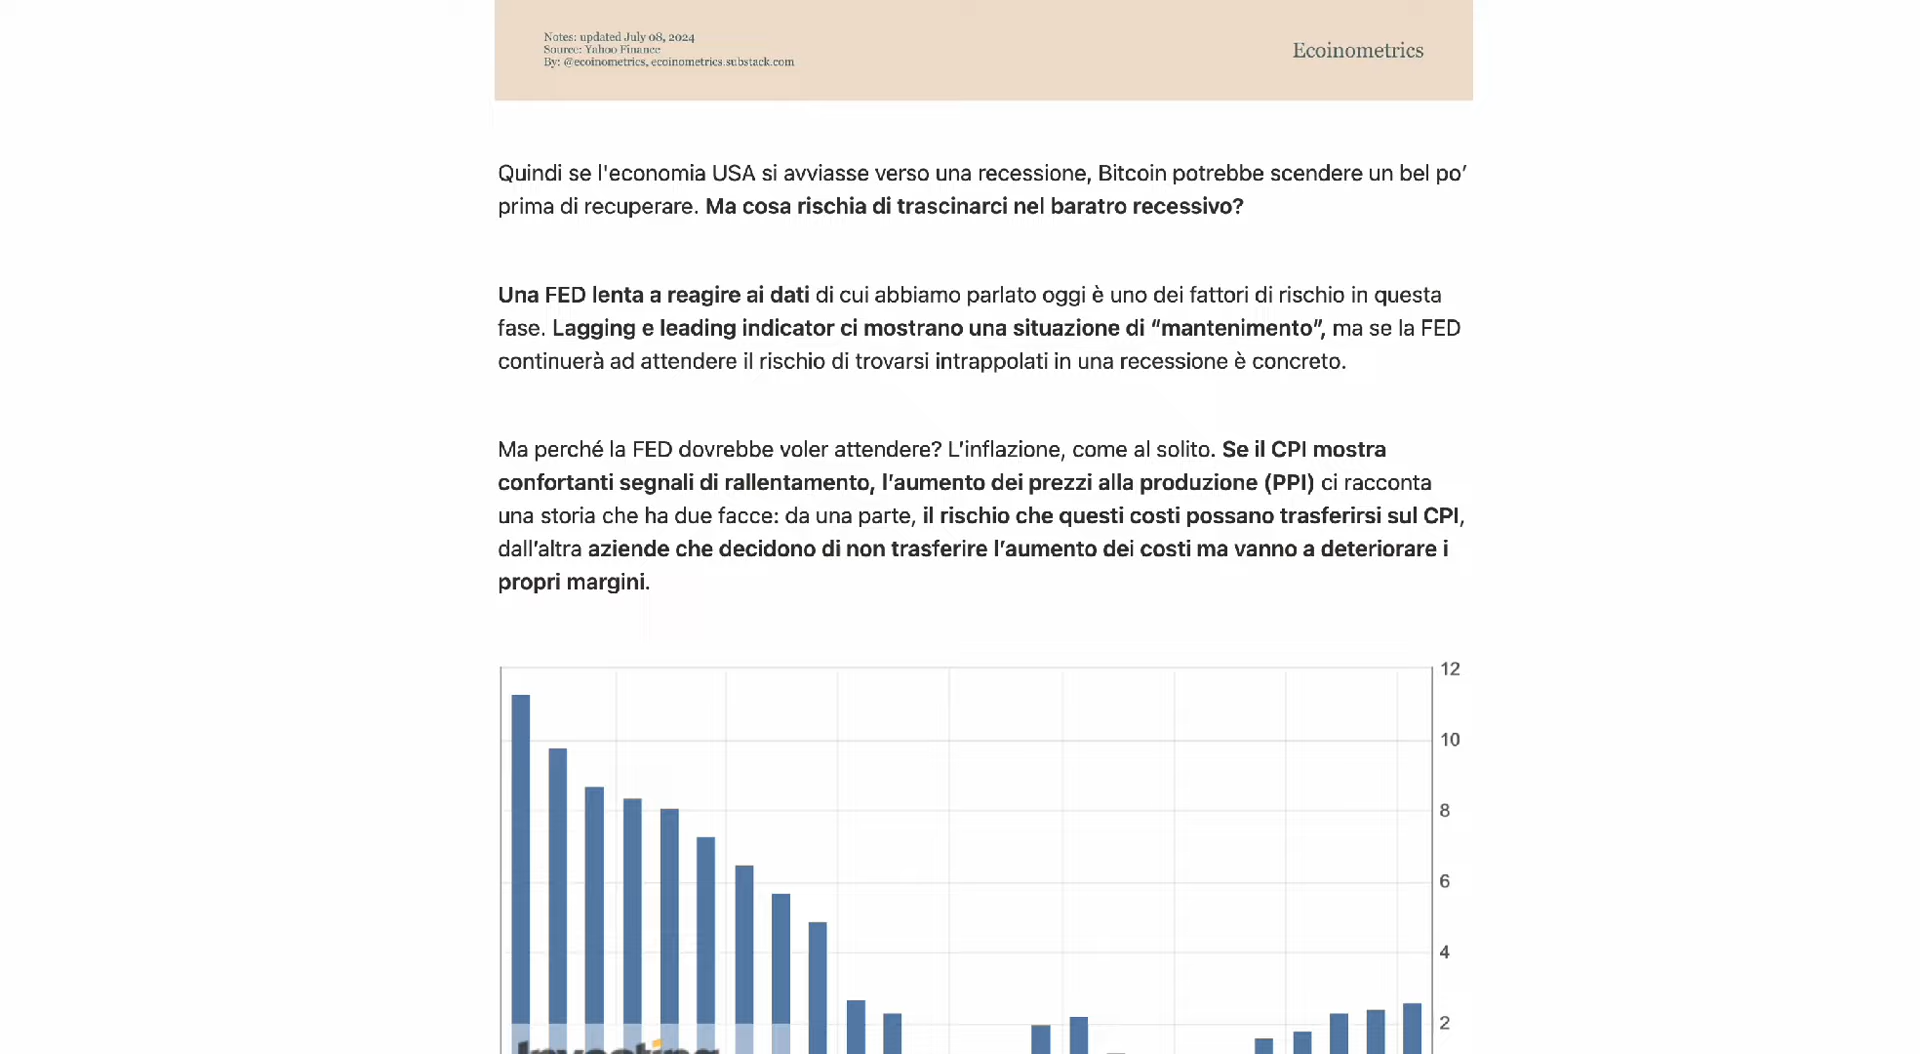 Notes: updated July 08, 2024
Source: Yahoo Finance
By: @ecoinometrics, ecoinometrics.substack.com
Ecoinometrics
Quindi se l'economia USA si avviasse verso una recessione, Bitcoin potrebbe scendere un bel po’
prima di recuperare. Ma cosa rischia di trascinarci nel baratro recessivo?
Una FED lenta a reagire ai dati di cui abbiamo parlato oggi è uno dei fattori di rischio in questa
fase. Lagging e leading indicator ci mostrano una situazione di “mantenimento”, ma se la FED
continuerà ad attendere il rischio di trovarsi intrappolati in una recessione è concreto.
Ma perché la FED dovrebbe voler attendere? L’inflazione, come al solito. Se il CPI mostra
confortanti segnali di rallentamento, l’aumento dei prezzi alla produzione (PPI) ci racconta
una storia che ha due facce: da una parte, il rischio che questi costi possano trasferirsi sul CPI,
dall’altra aziende che decidono di non trasferire l’aumento dei costi ma vanno a deteriorare i
propri margini.
12
10
8
6
4
2
Investing